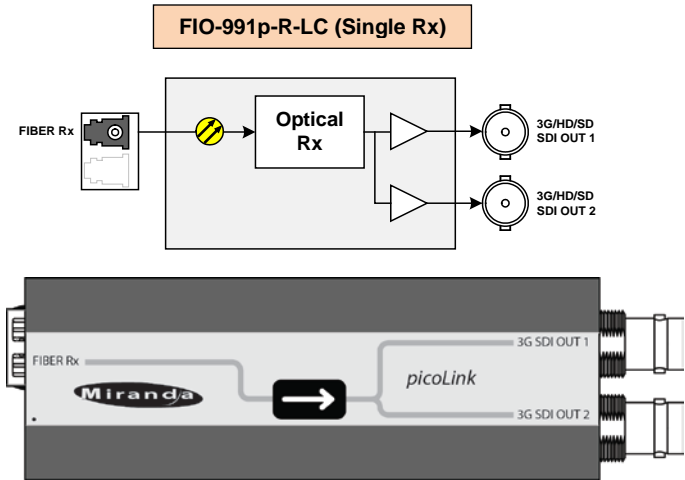 FIO-991p-R-LC (Single Rx)
FIBER Rx
Optical
Rx
3G/HD/SD
SDI OUT 1
3G/HD/SD
SDI OUT 2
3G SDI OUT 1
FIBER Rx
picoLink
Miranda
3G SDI OUT 2